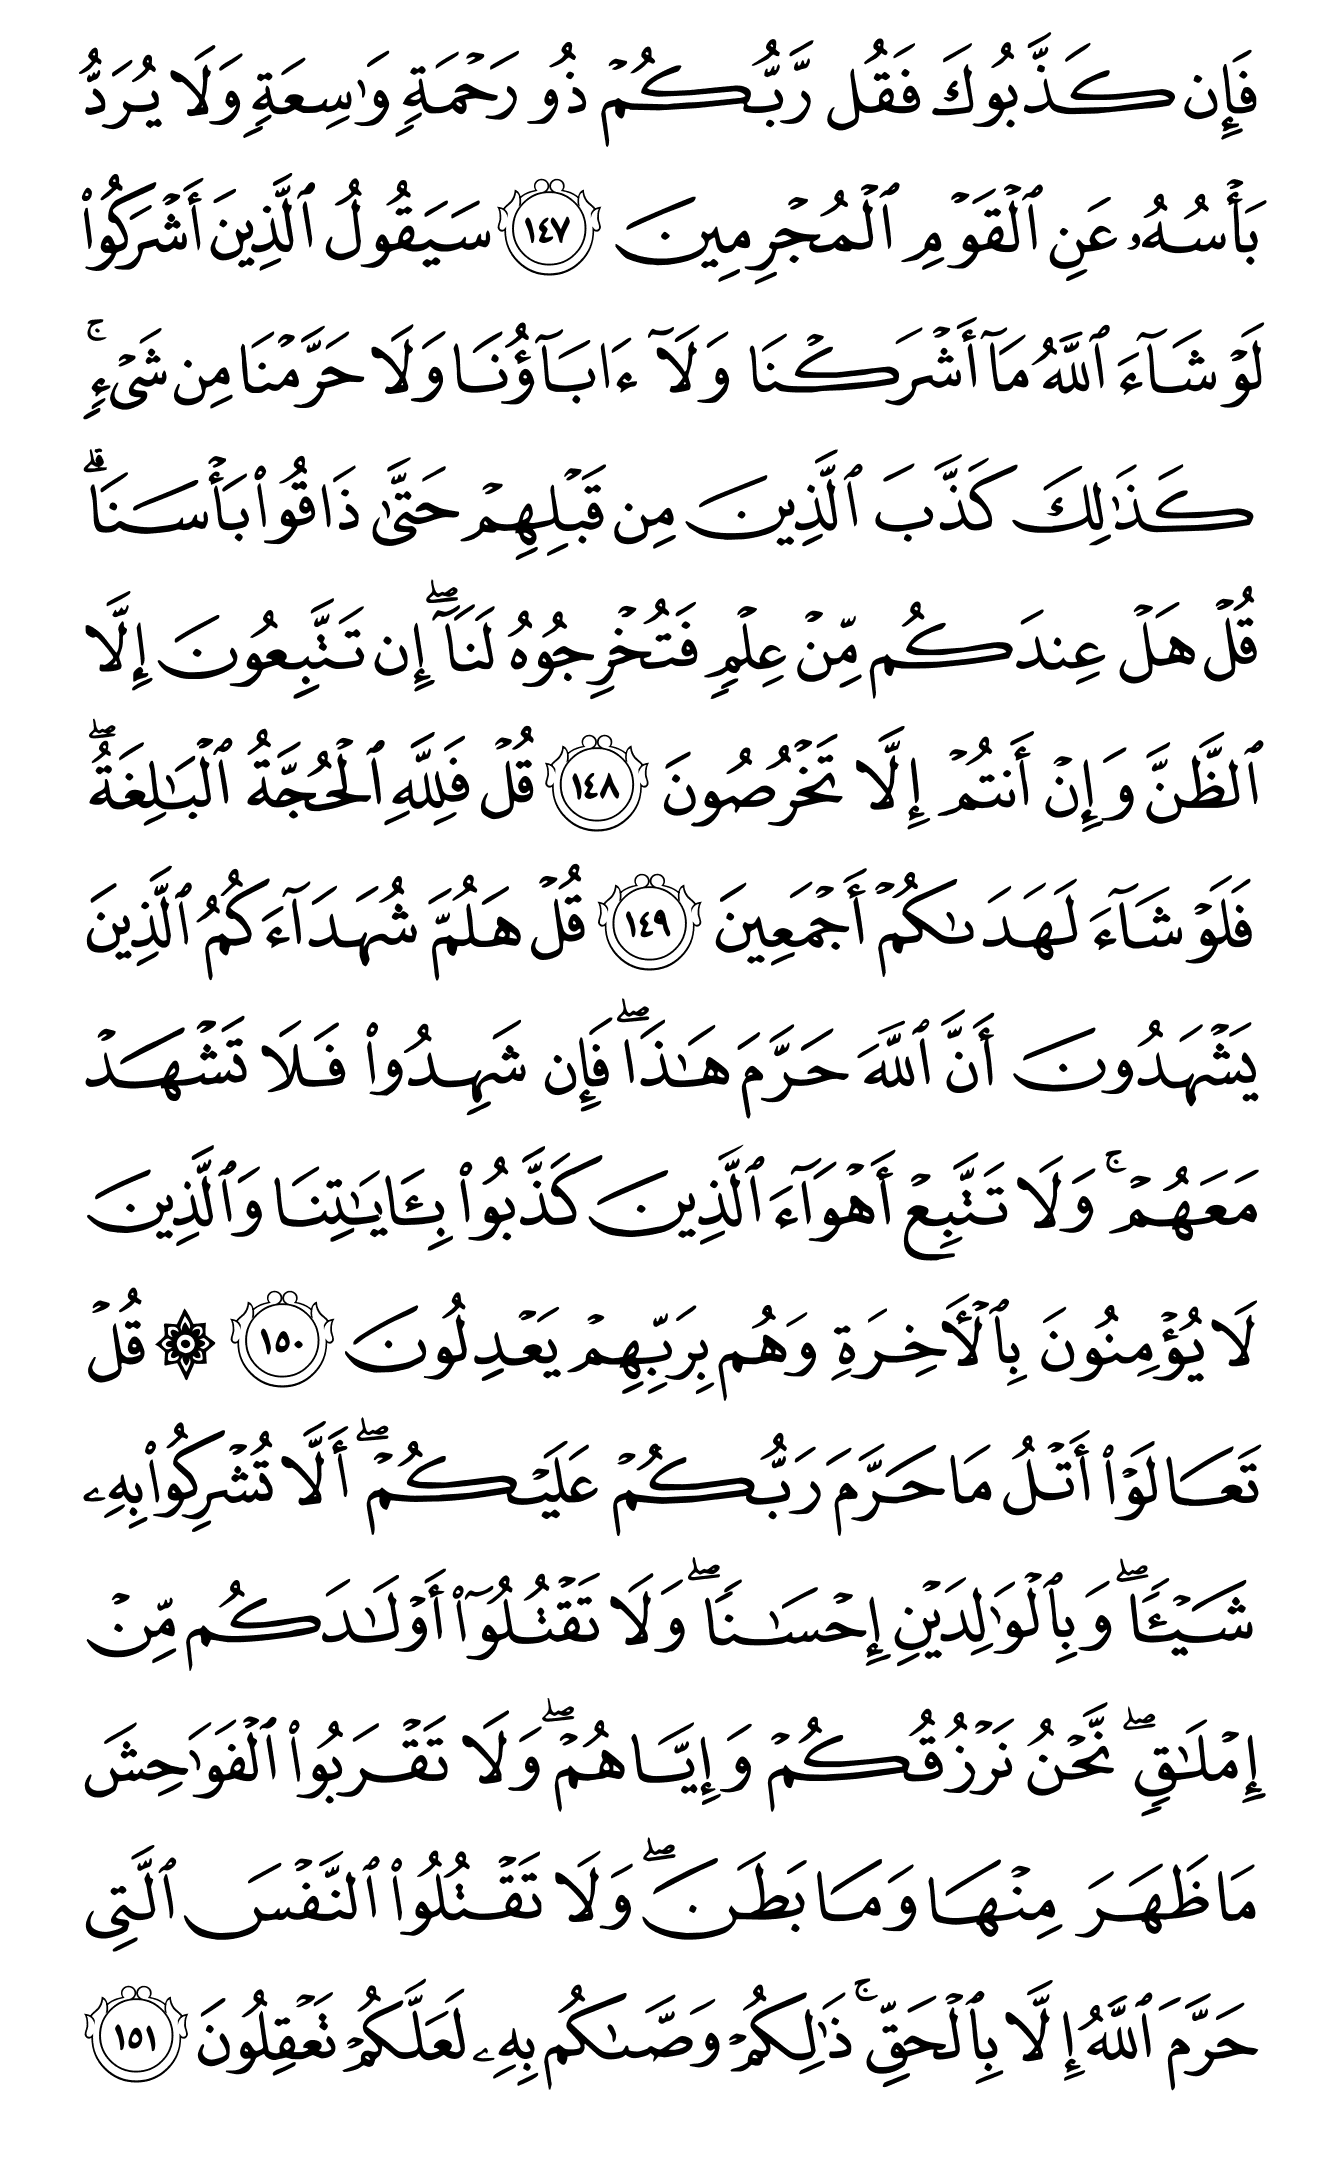 فَإِن كَذَّبُوكَ فَقُل رَّبُّكُمۡ ذُو رَحۡمَةٖ وَٰسِعَةٖ وَلَا يُرَدُّ
بَأۡسُهُۥ عَنِ ٱلۡقَوۡمِ ٱلۡمُجۡرِمِينَ ١٤٧ سَيَقُولُ ٱلَّذِينَ أَشۡرَكُواْ
لَوۡ شَآءَ ٱللَّهُ مَآ أَشۡرَكۡنَا وَلَآ ءَابَآؤُنَا وَلَا حَرَّمۡنَا مِن شَيۡءٖۚ
كَذَٰلِكَ كَذَّبَ ٱلَّذِينَ مِن قَبۡلِهِمۡ حَتَّىٰ ذَاقُواْ بَأۡسَنَاۗ
قُلۡ هَلۡ عِندَكُم مِّنۡ عِلۡمٖ فَتُخۡرِجُوهُ لَنَآۖ إِن تَتَّبِعُونَ إِلَّا
ٱلظَّنَّ وَإِنۡ أَنتُمۡ إِلَّا تَخۡرُصُونَ ١٤٨ قُلۡ فَلِلَّهِ ٱلۡحُجَّةُ ٱلۡبَٰلِغَةُۖ
فَلَوۡ شَآءَ لَهَدَىٰكُمۡ أَجۡمَعِينَ ١٤٩ قُلۡ هَلُمَّ شُهَدَآءَكُمُ ٱلَّذِينَ
يَشۡهَدُونَ أَنَّ ٱللَّهَ حَرَّمَ هَٰذَاۖ فَإِن شَهِدُواْ فَلَا تَشۡهَدۡ
مَعَهُمۡۚ وَلَا تَتَّبِعۡ أَهۡوَآءَ ٱلَّذِينَ كَذَّبُواْ بِـَٔايَٰتِنَا وَٱلَّذِينَ
لَا يُؤۡمِنُونَ بِٱلۡأٓخِرَةِ وَهُم بِرَبِّهِمۡ يَعۡدِلُونَ ١٥٠ ۞ قُلۡ
تَعَالَوۡاْ أَتۡلُ مَا حَرَّمَ رَبُّكُمۡ عَلَيۡكُمۡۖ أَلَّا تُشۡرِكُواْ بِهِۦ
شَيۡـٔٗاۖ وَبِٱلۡوَٰلِدَيۡنِ إِحۡسَٰنٗاۖ وَلَا تَقۡتُلُوٓاْ أَوۡلَٰدَكُم مِّنۡ
إِمۡلَٰقٖۖ نَّحۡنُ نَرۡزُقُكُمۡ وَإِيَّاهُمۡۖ وَلَا تَقۡرَبُواْ ٱلۡفَوَٰحِشَ
مَا ظَهَرَ مِنۡهَا وَمَا بَطَنَۖ وَلَا تَقۡتُلُواْ ٱلنَّفۡسَ ٱلَّتِي
حَرَّمَ ٱللَّهُ إِلَّا بِٱلۡحَقِّۚ ذَٰلِكُمۡ وَصَّىٰكُم بِهِۦ لَعَلَّكُمۡ تَعۡقِلُونَ ١٥١